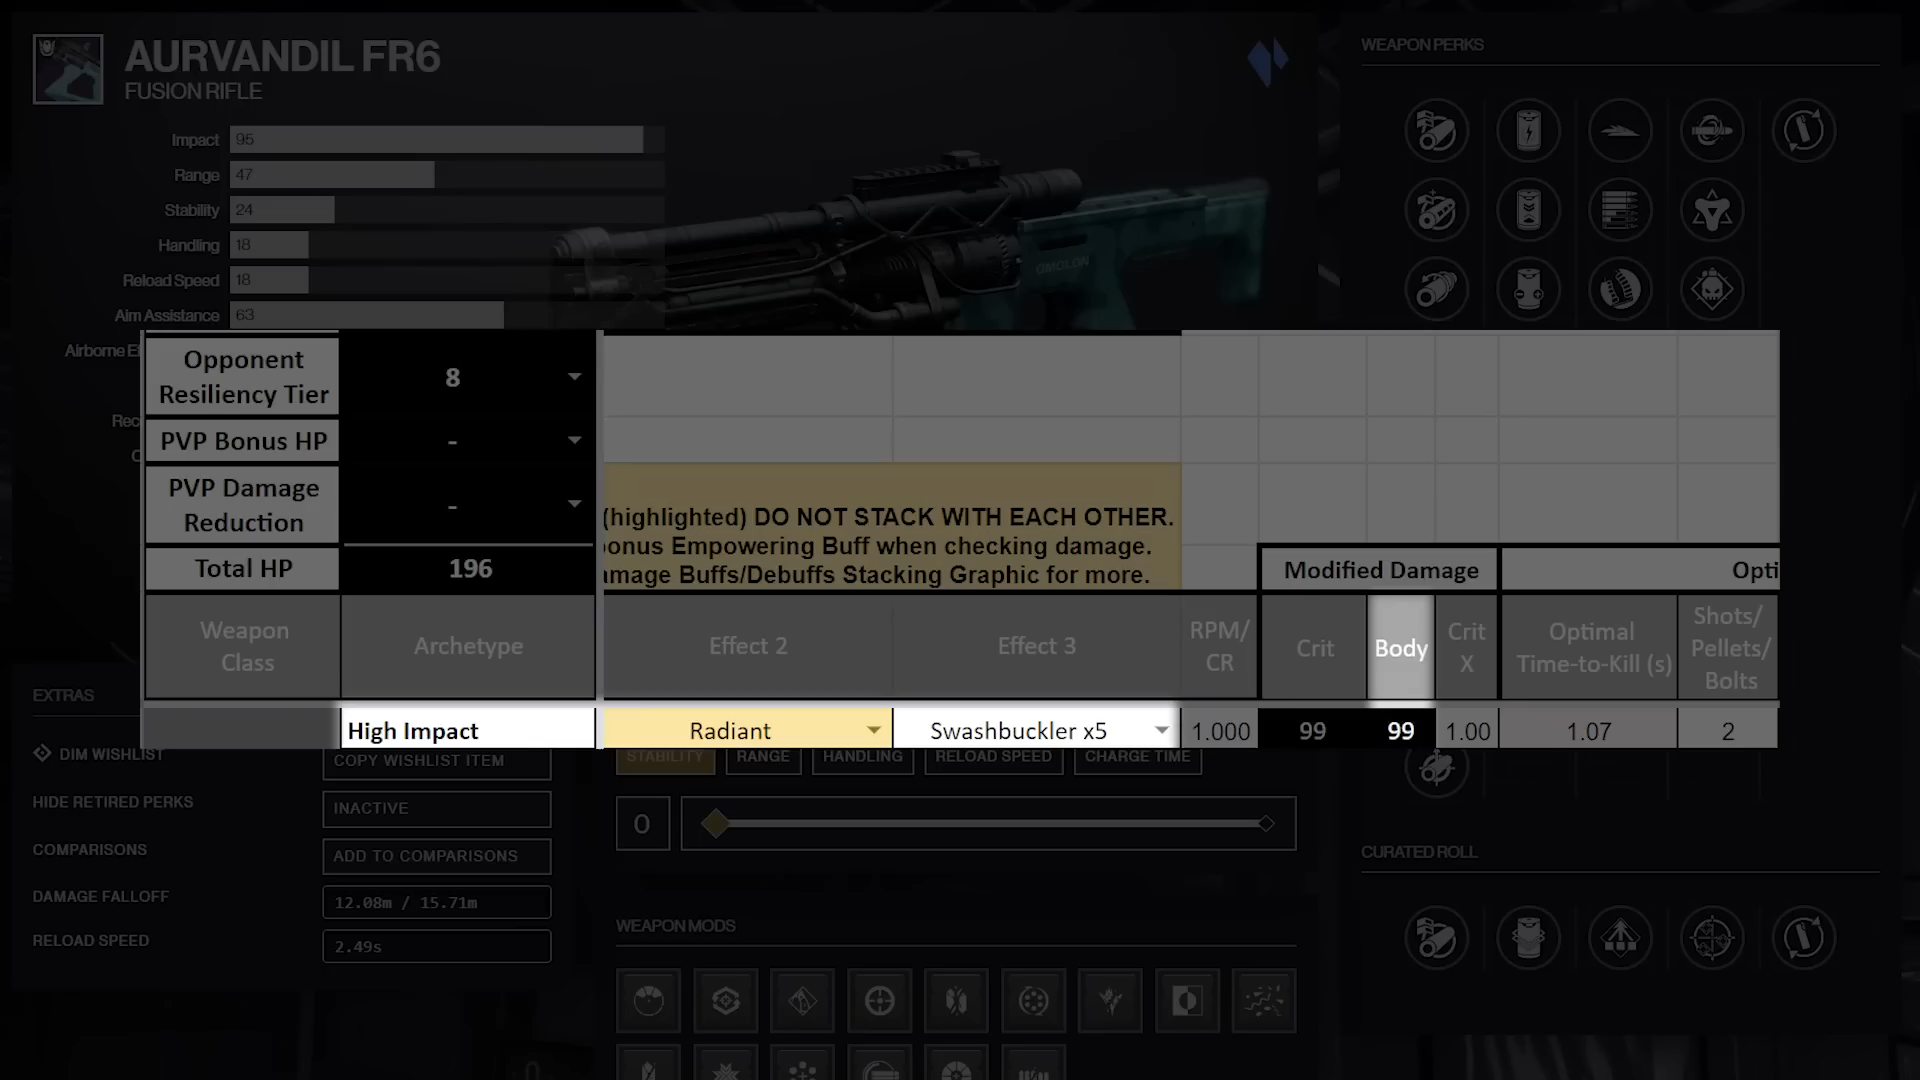 AURVANDIL FR6
FUSION RIFLE
WEAPON PERKS
Impact 95
Range 47
Stability 24
Handling 18
Reload Speed 18
Aim Assistance 63
OMOLON
Opponent
Resiliency Tier
8
PVP Bonus HP
-
PVP Damage
Reduction
-
(highlighted) DO NOT STACK WITH EACH OTHER.
onus Empowering Buff when checking damage.
amage Buffs/Debuffs Stacking Graphic for more.
Total HP
196
Modified Damage
Opti
Weapon
Class
Archetype
Effect 2
Effect 3
RPM/
CR
Crit
Body
Crit
X
Optimal
Time-to-Kill (s)
Shots/
Pellets/
Bolts
High Impact
Radiant
Swashbuckler x5
1.000
99
99
1.00
1.07
2
EXTRAS
DIM WISHLIST
COPY WISHLIST ITEM
HIDE RETIRED PERKS
INACTIVE
COMPARISONS
ADD TO COMPARISONS
DAMAGE FALLOFF
12.08m / 15.71m
RELOAD SPEED
2.49s
STABILITY
RANGE
HANDLING
RELOAD SPEED
CHARGE TIME
0
WEAPON MODS
CURATED ROLL